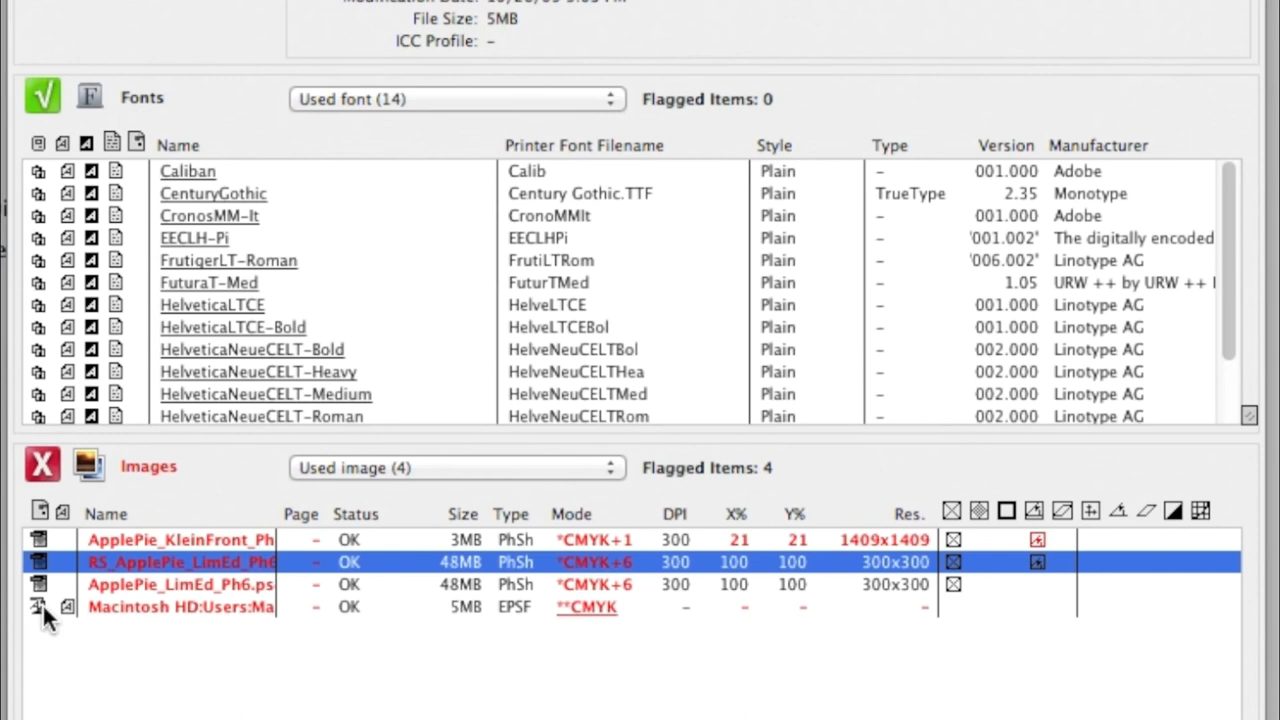 File Size: 5MB
ICC Profile: –
Fonts Used font (14) Flagged Items: 0
Name Printer Font Filename Style Type Version Manufacturer
Caliban Calib Plain – 001.000 Adobe
CenturyGothic Century Gothic.TTF Plain TrueType 2.35 Monotype
CronosMM-It CronoMMIt Plain – 001.000 Adobe
EECLH-Pi EECLHPi Plain – '001.002' The digitally encoded
FrutigerLT-Roman FrutiLTRom Plain – '006.002' Linotype AG
FuturaT-Med FuturTMed Plain – 1.05 URW ++ by URW ++
HelveticaLTCE HelveLTCE Plain – 001.000 Linotype AG
HelveticaLTCE-Bold HelveLTCEBol Plain – 001.000 Linotype AG
HelveticaNeueCELT-Bold HelveNeuCELTBol Plain – 002.000 Linotype AG
HelveticaNeueCELT-Heavy HelveNeuCELTHea Plain – 002.000 Linotype AG
HelveticaNeueCELT-Medium HelveNeuCELTMed Plain – 002.000 Linotype AG
HelveticaNeueCELT-Roman HelveNeuCELTRom Plain – 002.000 Linotype AG
Images Used image (4) Flagged Items: 4
Name Page Status Size Type Mode DPI X% Y% Res.
ApplePie_KleinFront_Ph – OK 3MB PhSh *CMYK+1 300 21 21 1409x1409
RS_ApplePie_LimEd_Ph6 – OK 48MB PhSh *CMYK+6 300 100 100 300x300
ApplePie_LimEd_Ph6.ps – OK 48MB PhSh *CMYK+6 300 100 100 300x300
Macintosh HD:Users:Ma – OK 5MB EPSF **CMYK – – – –